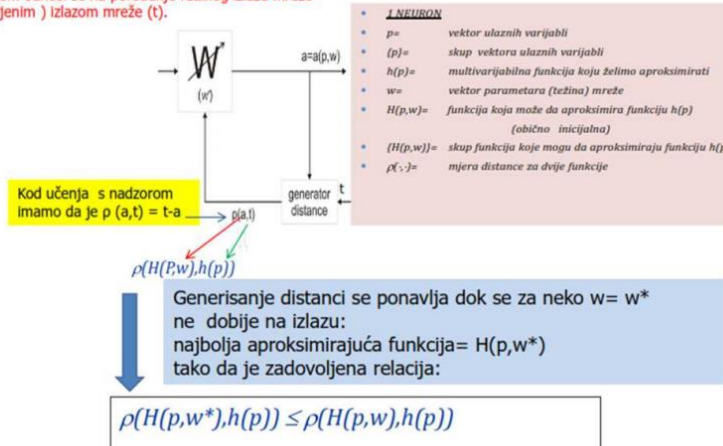 jenim ) izlazom mreže (t).
W
(w)
a=a(p,w)
generator
distance
t
Kod učenja s nadzorom
imamo da je ρ (a,t) = t-a
ρ(a,t)
1 NEURON
p= vektor ulaznih varijabli
{p}= skup vektora ulaznih varijabli
h(p)= multivarijabilna funkcija koju želimo aproksimirati
w= vektor parametara (težina) mreže
H(p,w)= funkcija koja može da aproksimira funkciju h(p)
(obično inicijalna)
{H(p,w)}= skup funkcija koje mogu da aproksimiraju funkciju h(p
ρ(·,·)= mjera distance za dvije funkcije
ρ(H(P,w),h(p))
Generisanje distanci se ponavlja dok se za neko w= w*
ne dobije na izlazu:
najbolja aproksimirajuća funkcija= H(p,w*)
tako da je zadovoljena relacija:
ρ(H(p,w*),h(p)) ≤ ρ(H(p,w),h(p))